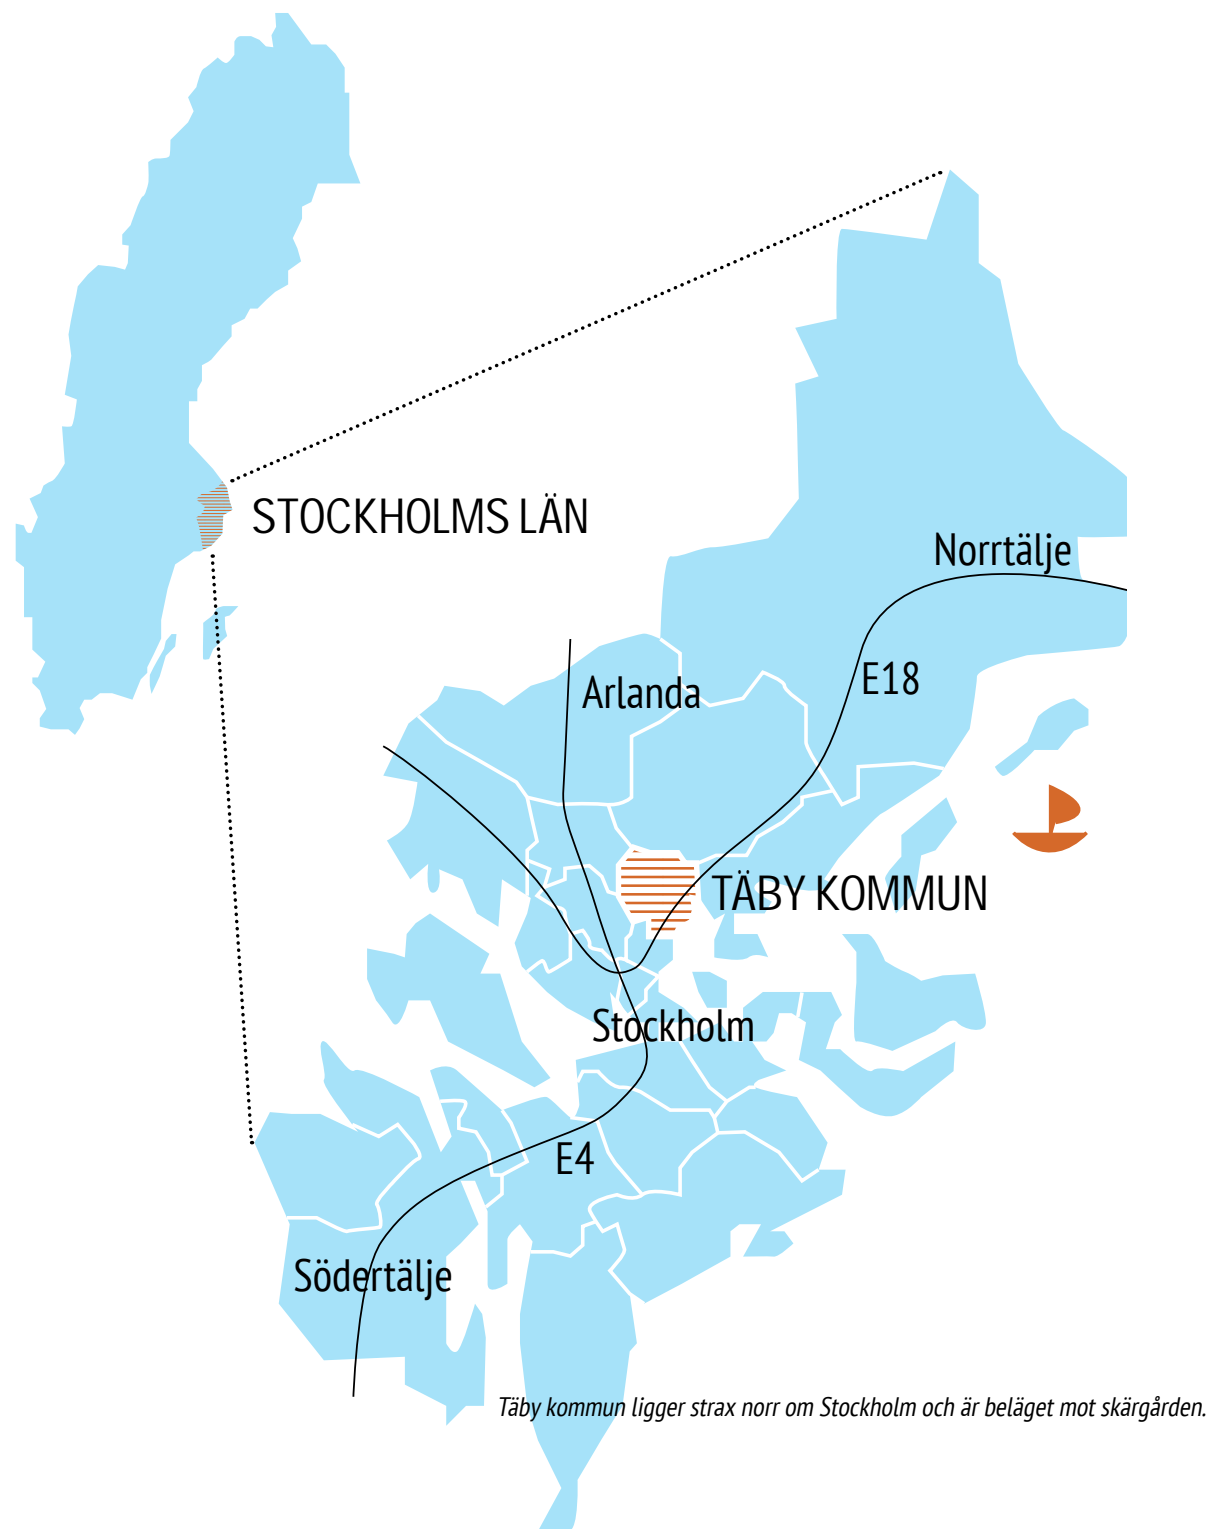 STOCKHOLMS LÄN
Norrtälje
E18
Arlanda
TÄBY KOMMUN
Stockholm
E4
Södertälje
Täby kommun ligger strax norr om Stockholm och är beläget mot skärgården.